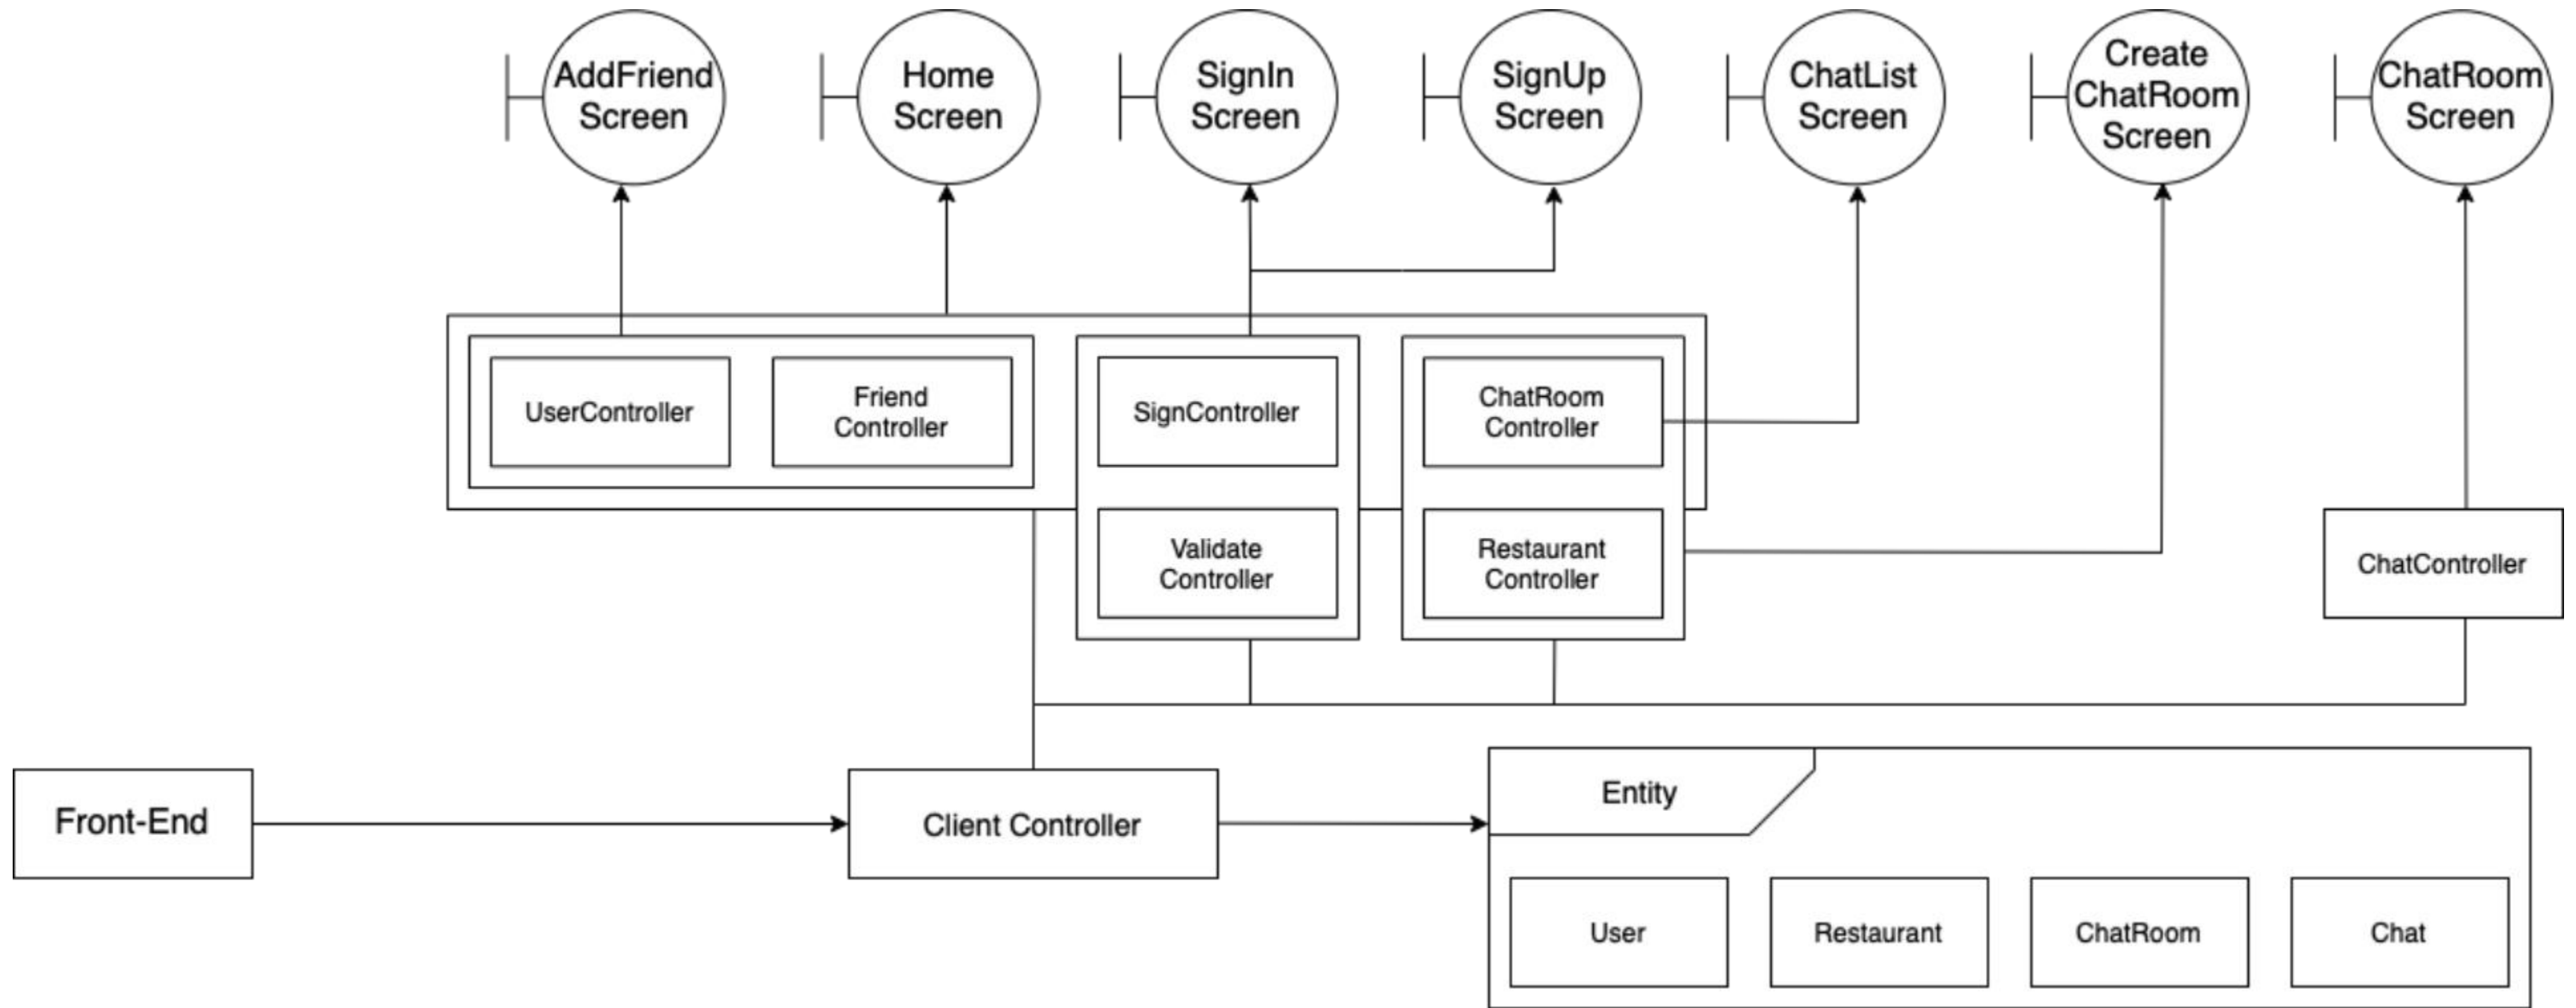 AddFriend
Screen
Home
Screen
SignIn
Screen
SignUp
Screen
ChatList
Screen
Create
ChatRoom
Screen
ChatRoom
Screen
UserController
Friend
Controller
SignController
ChatRoom
Controller
Validate
Controller
Restaurant
Controller
ChatController
Front-End
Client Controller
Entity
User
Restaurant
ChatRoom
Chat